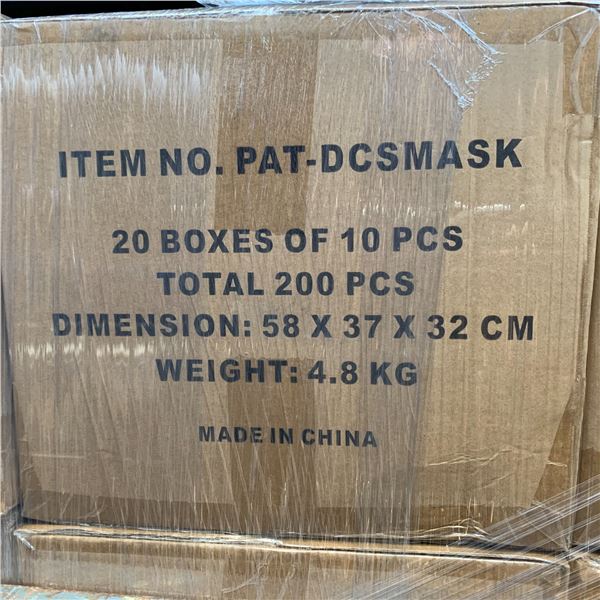 ITEM NO. PAT-DCSMASK
20 BOXES OF 10 PCS
TOTAL 200 PCS
DIMENSION: 58 X 37 X 32 CM
WEIGHT: 4.8 KG
MADE IN CHINA